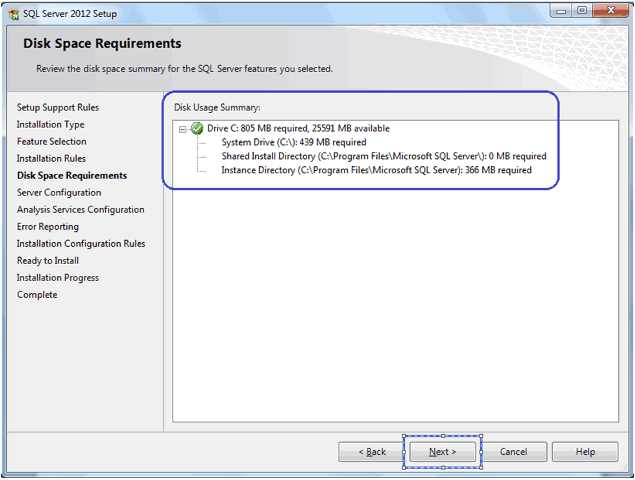 SQL Server 2012 Setup
Disk Space Requirements
Review the disk space summary for the SQL Server features you selected.
Setup Support Rules
Installation Type
Feature Selection
Installation Rules
Disk Space Requirements
Server Configuration
Analysis Services Configuration
Error Reporting
Installation Configuration Rules
Ready to Install
Installation Progress
Complete
Disk Usage Summary:
Drive C: 805 MB required, 25591 MB available
System Drive (C:\): 439 MB required
Shared Install Directory (C:\Program Files\Microsoft SQL Server\): 0 MB required
Instance Directory (C:\Program Files\Microsoft SQL Server): 366 MB required
< Back
Next >
Cancel
Help